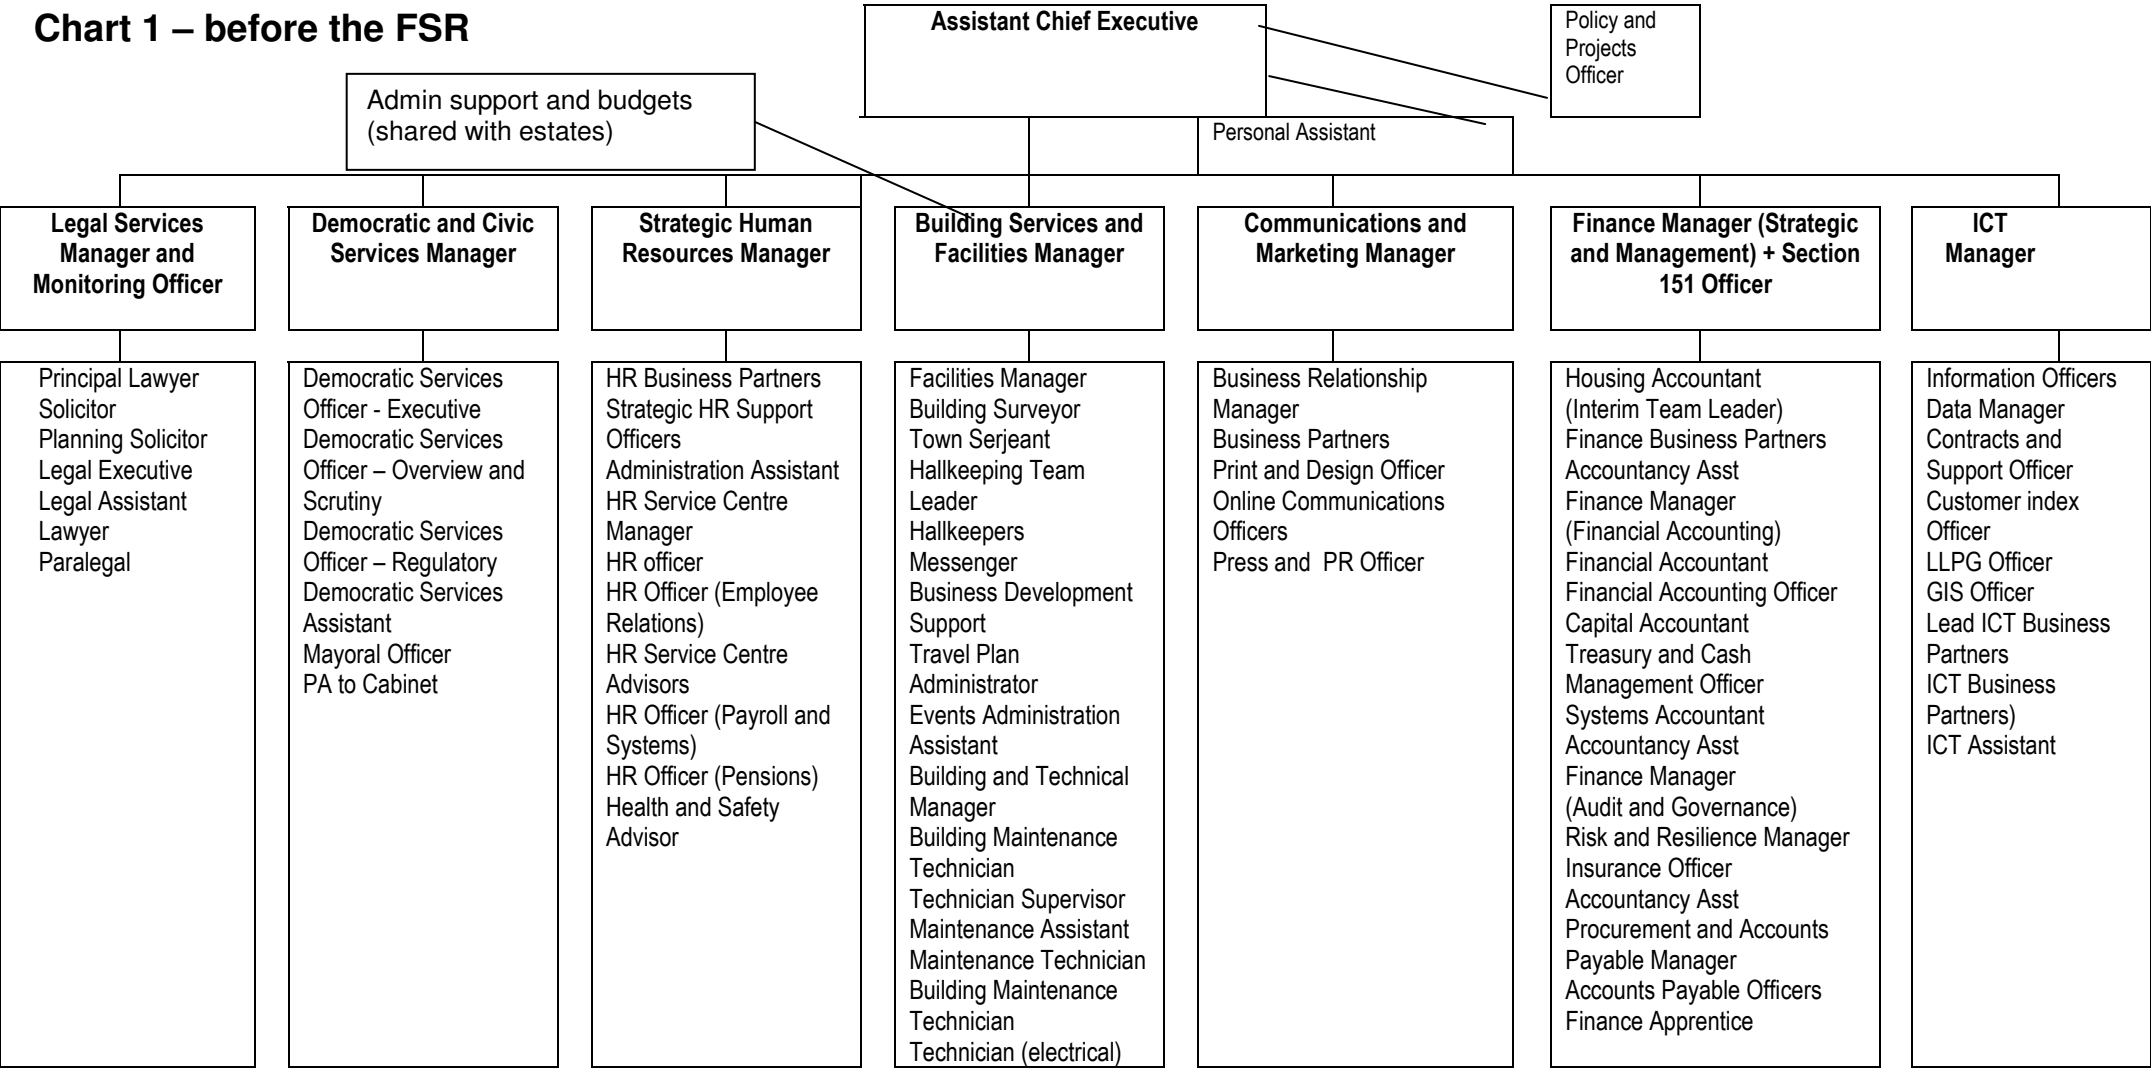 Chart 1 – before the FSR
Assistant Chief Executive
Policy and
Projects
Officer
Admin support and budgets
(shared with estates)
Personal Assistant
Legal Services
Manager and
Monitoring Officer
Democratic and Civic
Services Manager
Strategic Human
Resources Manager
Building Services and
Facilities Manager
Communications and
Marketing Manager
Finance Manager (Strategic
and Management) + Section
151 Officer
ICT
Manager
Principal Lawyer
Solicitor
Planning Solicitor
Legal Executive
Legal Assistant
Lawyer
Paralegal
Democratic Services
Officer - Executive
Democratic Services
Officer – Overview and
Scrutiny
Democratic Services
Officer – Regulatory
Democratic Services
Assistant
Mayoral Officer
PA to Cabinet
HR Business Partners
Strategic HR Support
Officers
Administration Assistant
HR Service Centre
Manager
HR officer
HR Officer (Employee
Relations)
HR Service Centre
Advisors
HR Officer (Payroll and
Systems)
HR Officer (Pensions)
Health and Safety
Advisor
Facilities Manager
Building Surveyor
Town Serjeant
Hallkeeping Team
Leader
Hallkeepers
Messenger
Business Development
Support
Travel Plan
Administrator
Events Administration
Assistant
Building and Technical
Manager
Building Maintenance
Technician
Technician Supervisor
Maintenance Assistant
Maintenance Technician
Building Maintenance
Technician
Technician (electrical)
Business Relationship
Manager
Business Partners
Print and Design Officer
Online Communications
Officers
Press and  PR Officer
Housing Accountant
(Interim Team Leader)
Finance Business Partners
Accountancy Asst
Finance Manager
(Financial Accounting)
Financial Accountant
Financial Accounting Officer
Capital Accountant
Treasury and Cash
Management Officer
Systems Accountant
Accountancy Asst
Finance Manager
(Audit and Governance)
Risk and Resilience Manager
Insurance Officer
Accountancy Asst
Procurement and Accounts
Payable Manager
Accounts Payable Officers
Finance Apprentice
Information Officers
Data Manager
Contracts and
Support Officer
Customer index
Officer
LLPG Officer
GIS Officer
Lead ICT Business
Partners
ICT Business
Partners)
ICT Assistant